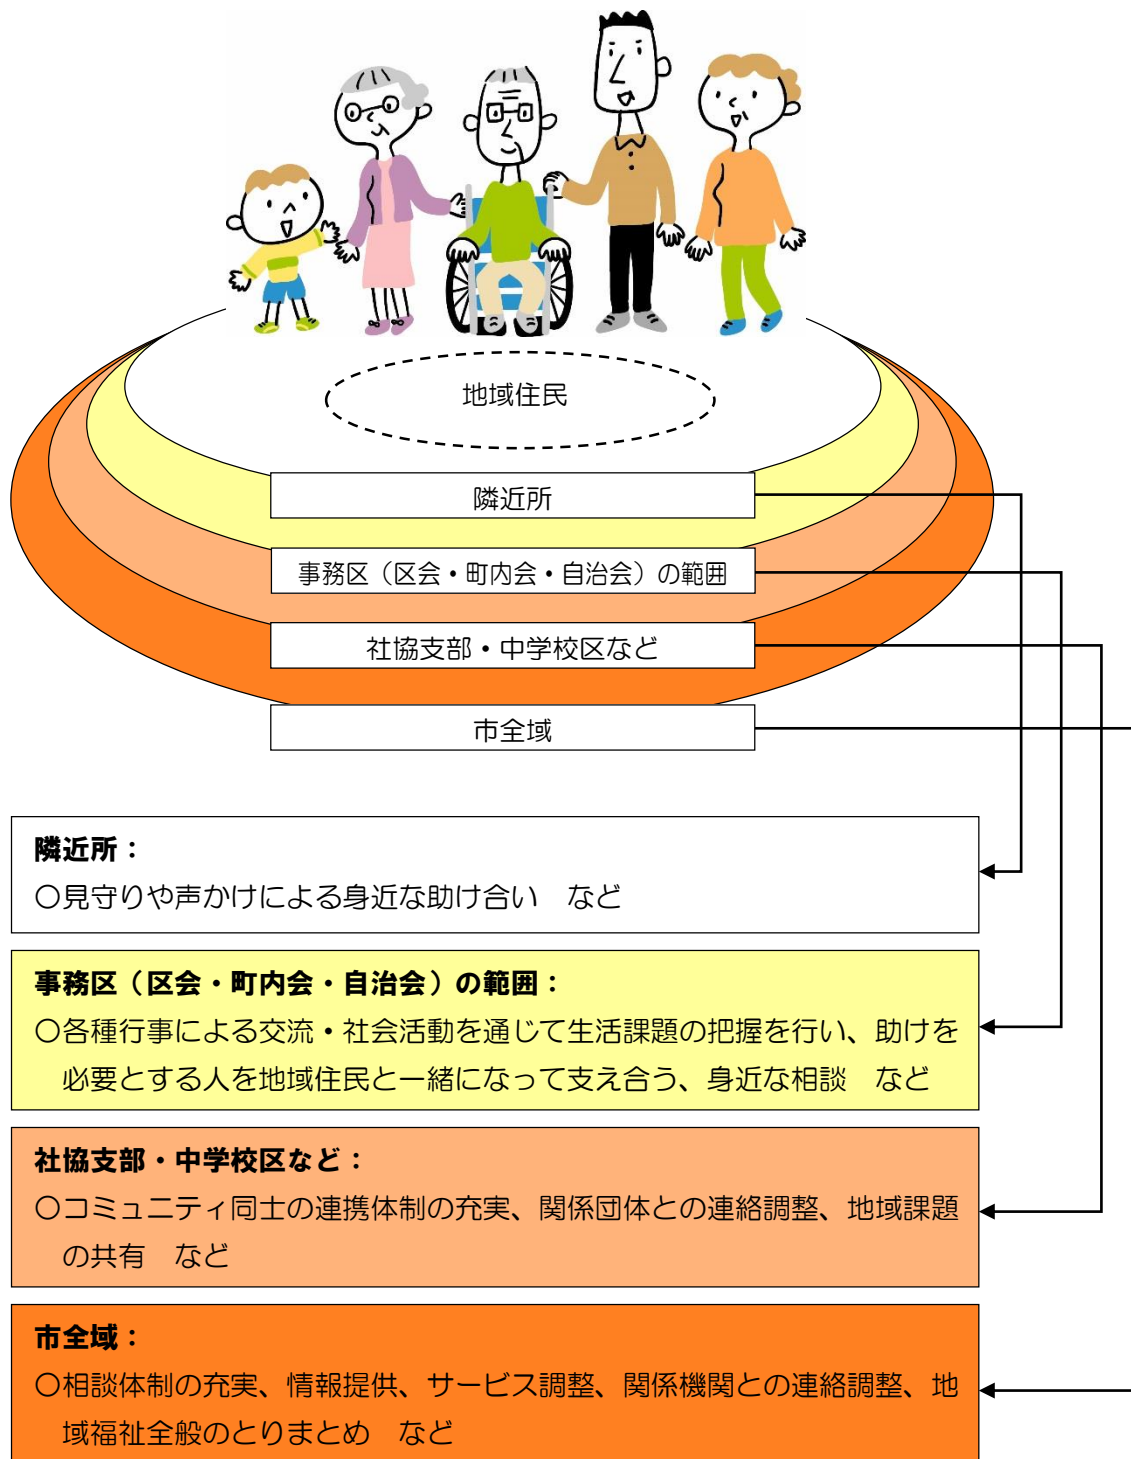 地域住民
隣近所
事務区（区会・町内会・自治会）の範囲
社協支部・中学校区など
市全域
隣近所：
○見守りや声かけによる身近な助け合い　など
事務区（区会・町内会・自治会）の範囲：
○各種行事による交流・社会活動を通じて生活課題の把握を行い、助けを
必要とする人を地域住民と一緒になって支え合う、身近な相談　など
社協支部・中学校区など：
○コミュニティ同士の連携体制の充実、関係団体との連絡調整、地域課題
の共有　など
市全域：
○相談体制の充実、情報提供、サービス調整、関係機関との連絡調整、地
域福祉全般のとりまとめ　など